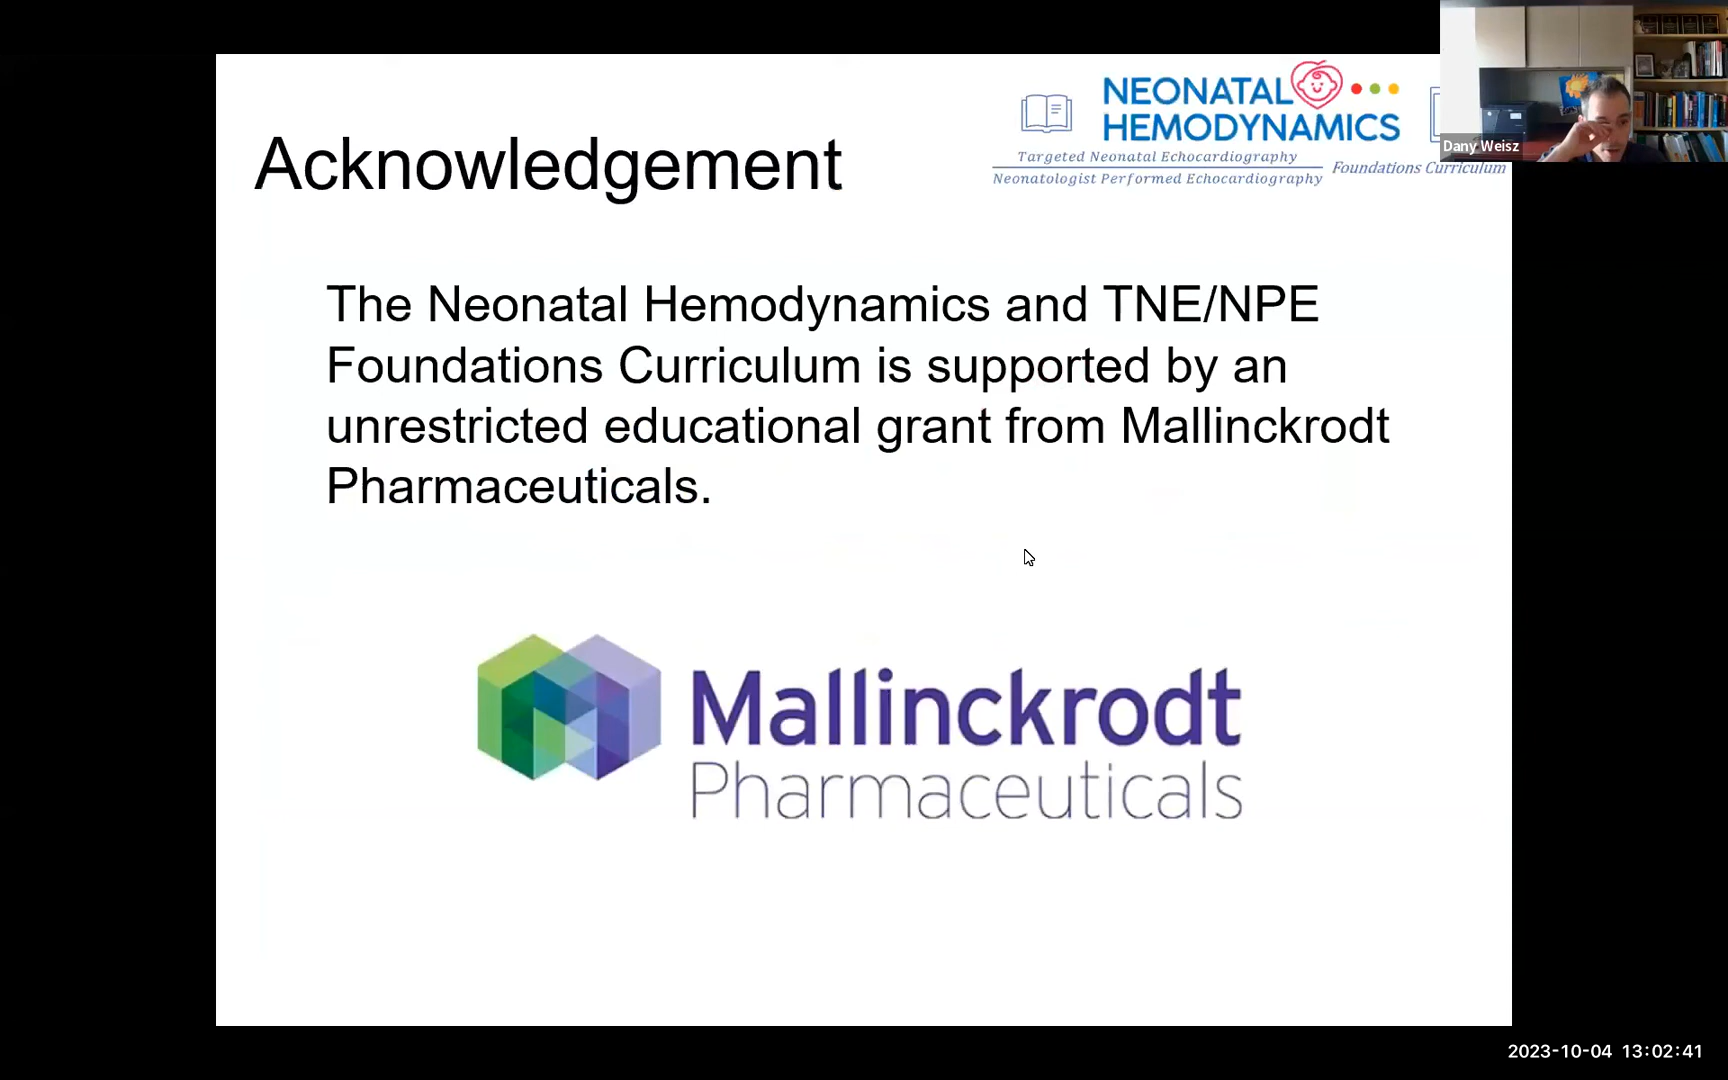 NEONATAL
HEMODYNAMICS
Targeted Neonatal Echocardiography
Neonatologist Performed Echocardiography
Foundations Curriculum
Dany Weisz
Acknowledgement
The Neonatal Hemodynamics and TNE/NPE
Foundations Curriculum is supported by an
unrestricted educational grant from Mallinckrodt
Pharmaceuticals.
Mallinckrodt
Pharmaceuticals
2023-10-04 13:02:41